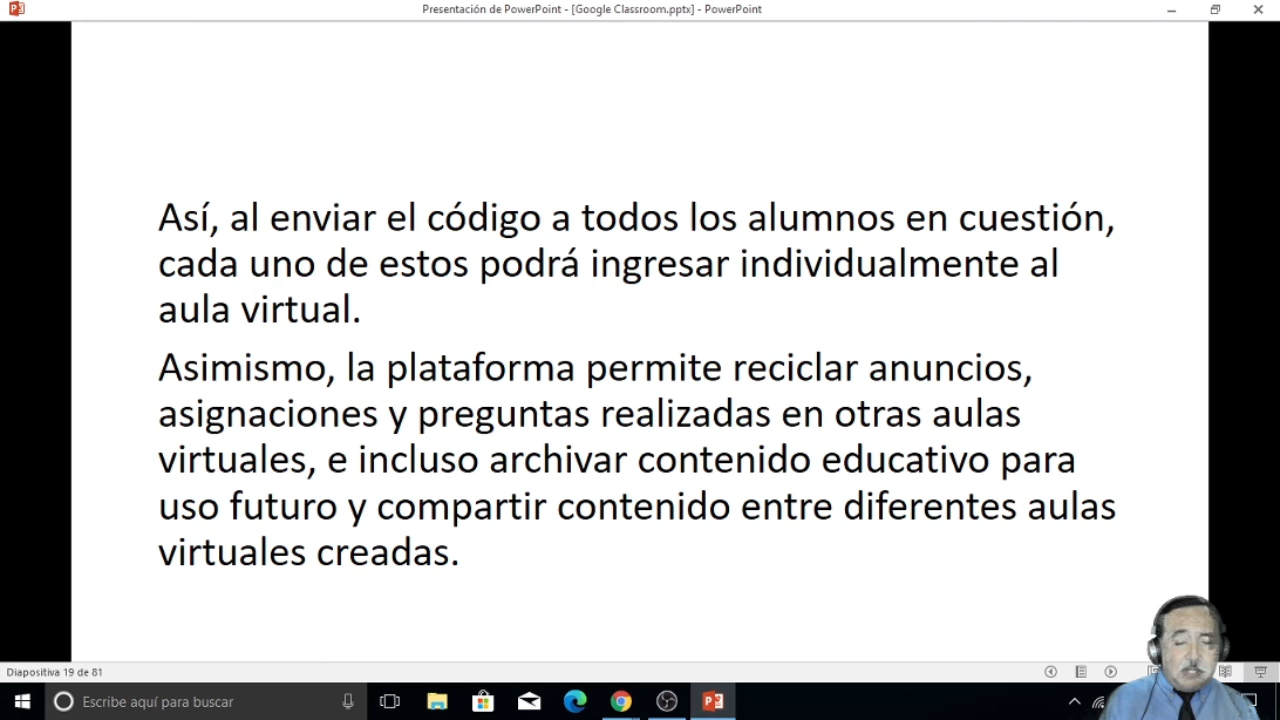 Presentación de PowerPoint - [Google Classroom.pptx] - PowerPoint
Así, al enviar el código a todos los alumnos en cuestión,
cada uno de estos podrá ingresar individualmente al
aula virtual.
Asimismo, la plataforma permite reciclar anuncios,
asignaciones y preguntas realizadas en otras aulas
virtuales, e incluso archivar contenido educativo para
uso futuro y compartir contenido entre diferentes aulas
virtuales creadas.
Diapositiva 19 de 81
Escribe aquí para buscar